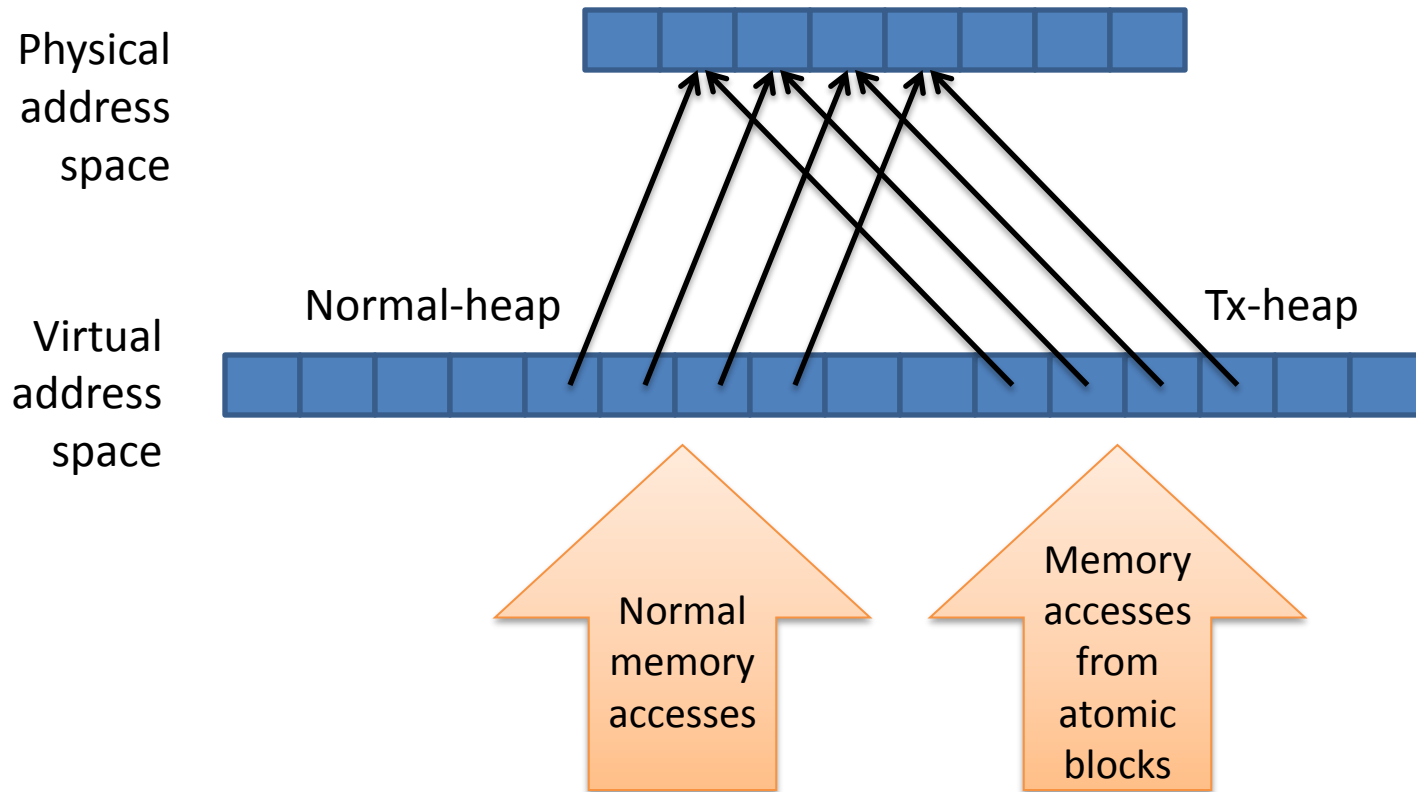 Physical
address
space
Normal-heap
Tx-heap
Virtual
address
space
Normal
memory
accesses
Memory
accesses
from
atomic
blocks